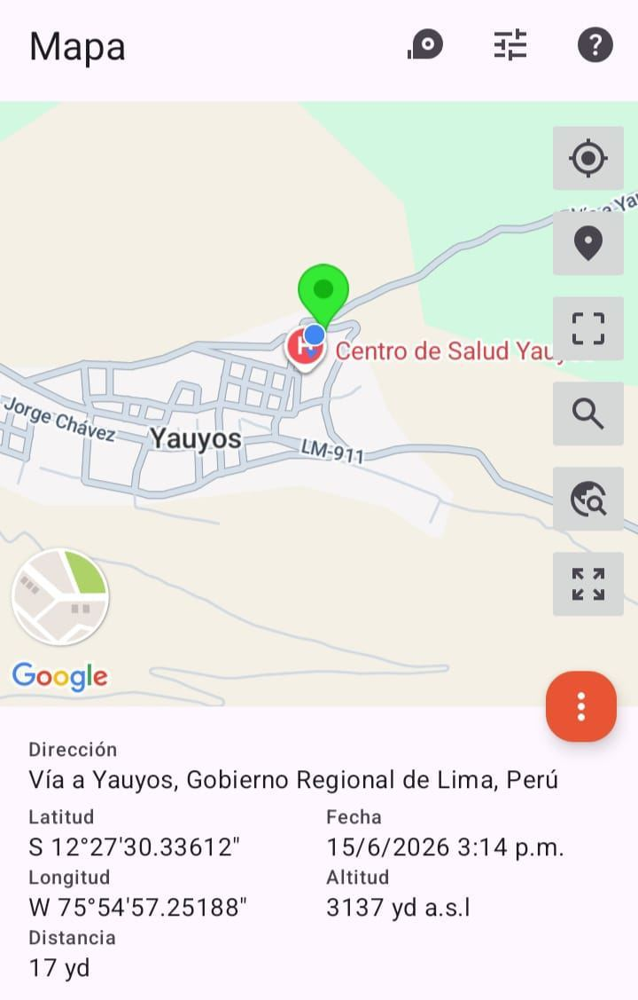 Mapa
Centro de Salud
Jorge Chávez
Yauyos
LM-911
Google
Dirección
Vía a Yauyos, Gobierno Regional de Lima, Perú
Latitud
S 12°27'30.33612"
Fecha
15/6/2026 3:14 p.m.
Longitud
W 75°54'57.25188"
Altitud
3137 yd a.s.l
Distancia
17 yd